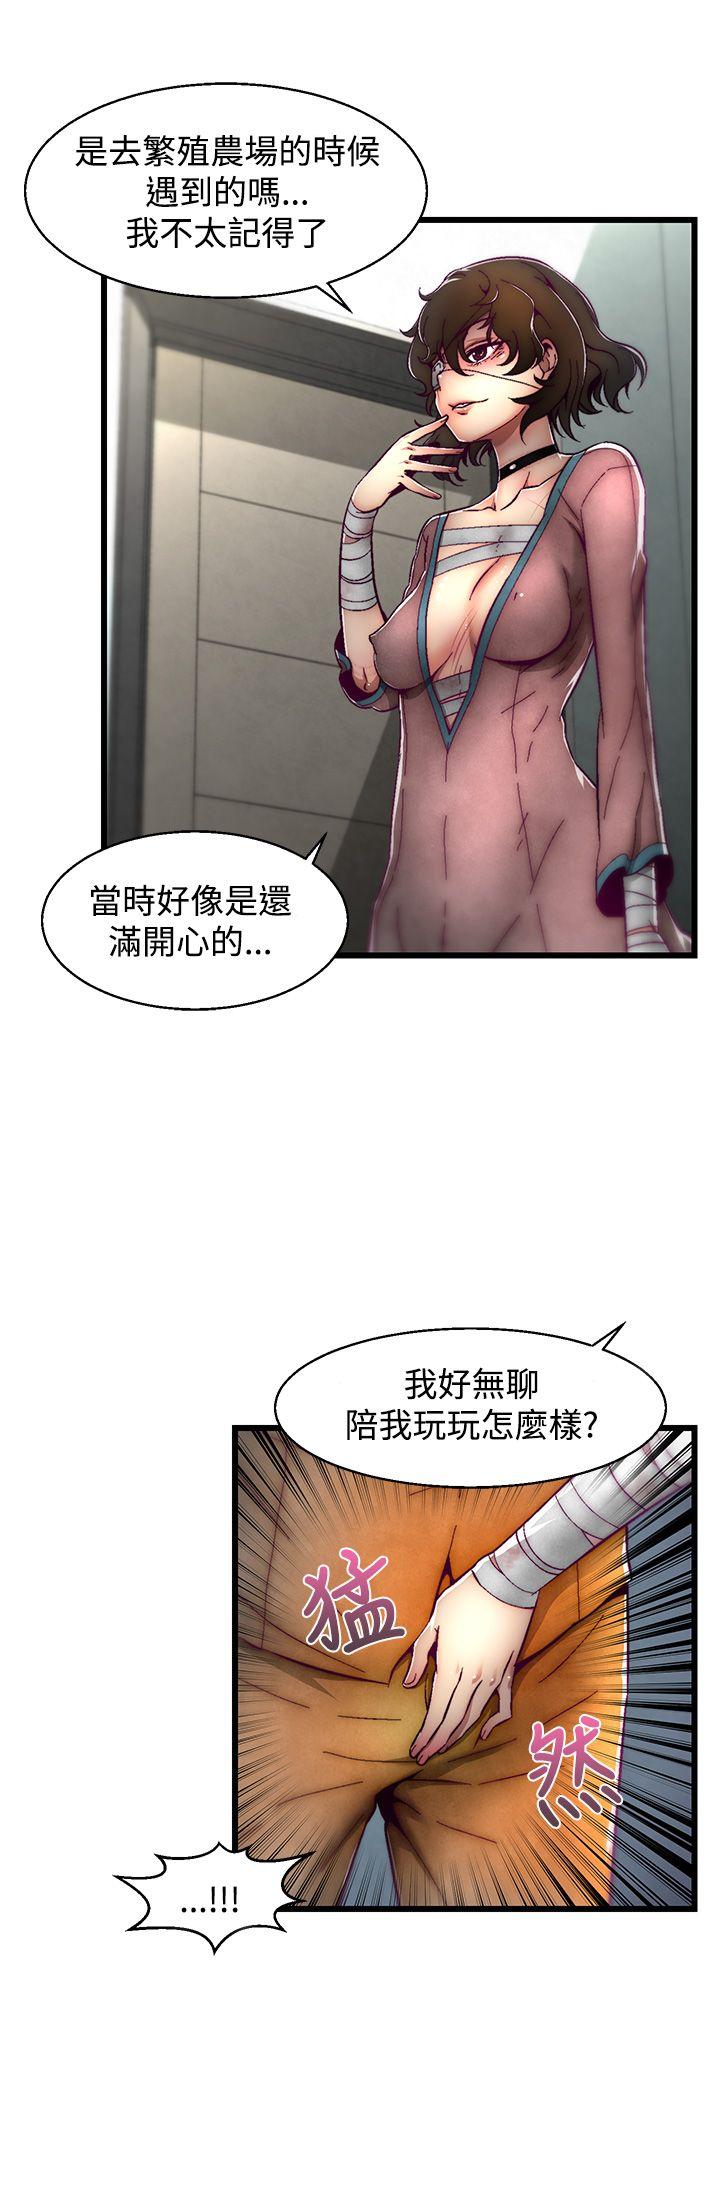 是去繁殖農場的時候
遇到的嗎...
我不太記得了
當時好像是還
滿開心的...
我好無聊
陪我玩玩怎麼樣?
猛
然
...!!!